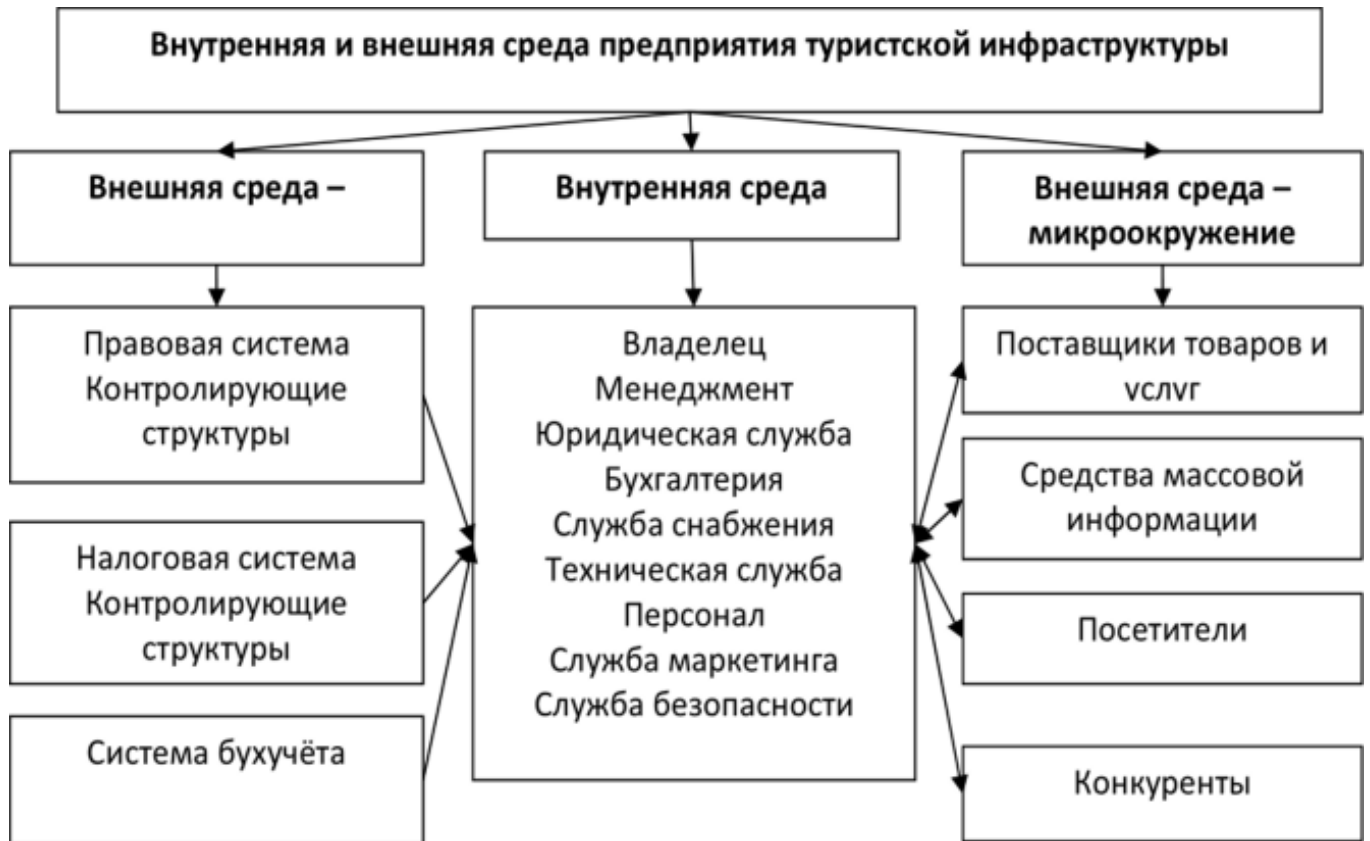 Внутренняя и внешняя среда предприятия туристской инфраструктуры
Внешняя среда –
Внутренняя среда
Внешняя среда –
микроокружение
Правовая система
Контролирующие
структуры
Налоговая система
Контролирующие
структуры
Система бухучёта
Владелец
Менеджмент
Юридическая служба
Бухгалтерия
Служба снабжения
Техническая служба
Персонал
Служба маркетинга
Служба безопасности
Поставщики товаров и
услуг
Средства массовой
информации
Посетители
Конкуренты